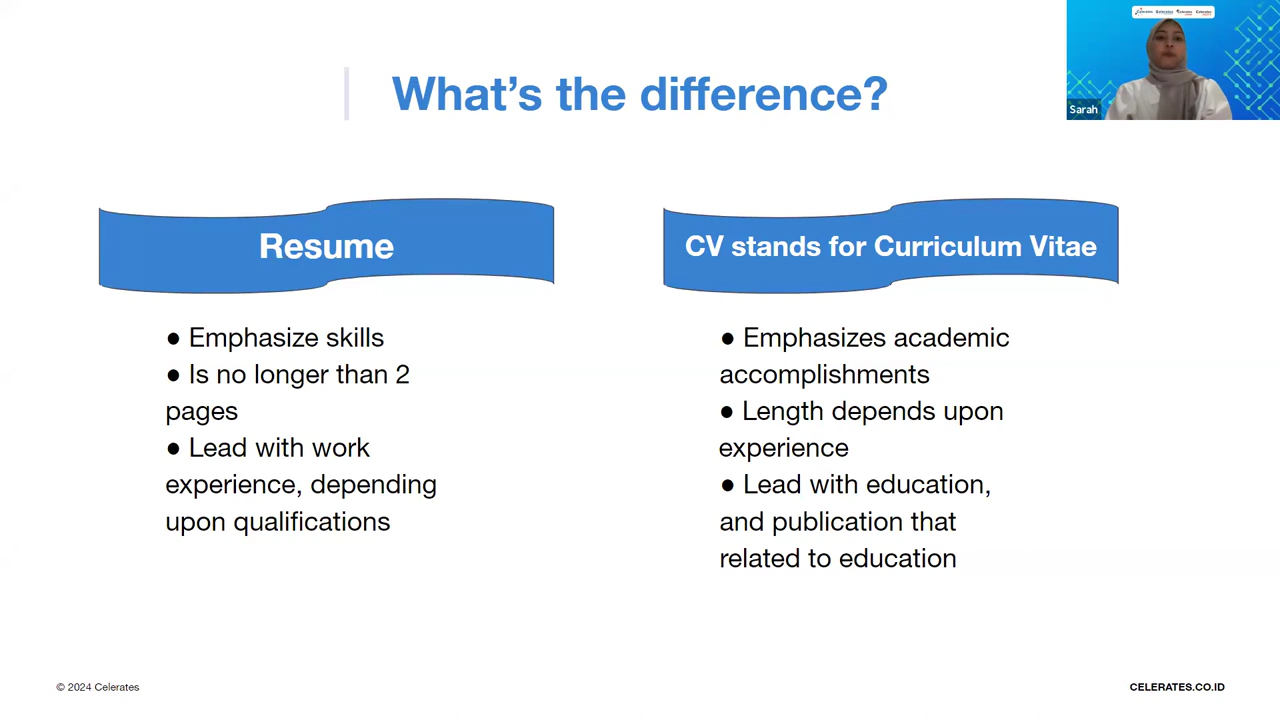 What's the difference?
Sarah
Resume
● Emphasize skills
● Is no longer than 2
pages
● Lead with work
experience, depending
upon qualifications
CV stands for Curriculum Vitae
● Emphasizes academic
accomplishments
● Length depends upon
experience
● Lead with education,
and publication that
related to education
© 2024 Celerates
CELERATES.CO.ID